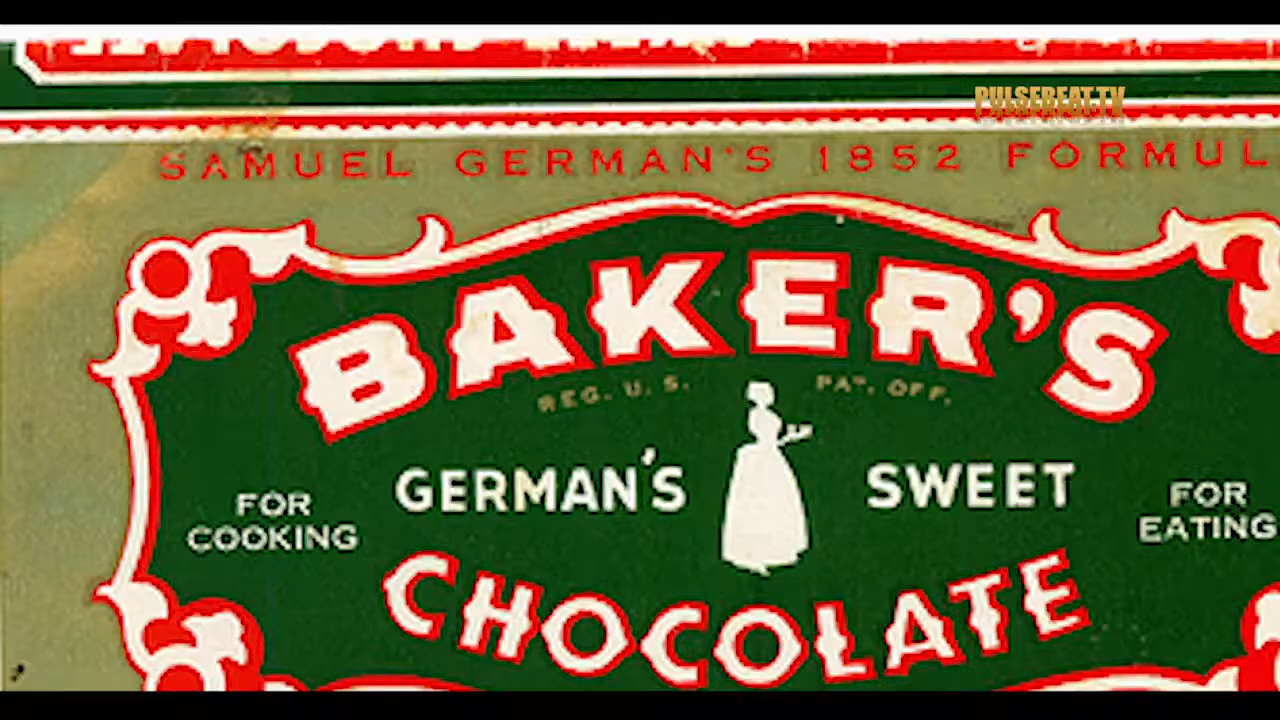 PULSEBEAT.TV
SAMUEL GERMAN'S 1852 FORMUL
BAKER'S
REG. U. S. PAT. OFF.
GERMAN'S SWEET
FOR COOKING
FOR EATING
CHOCOLATE